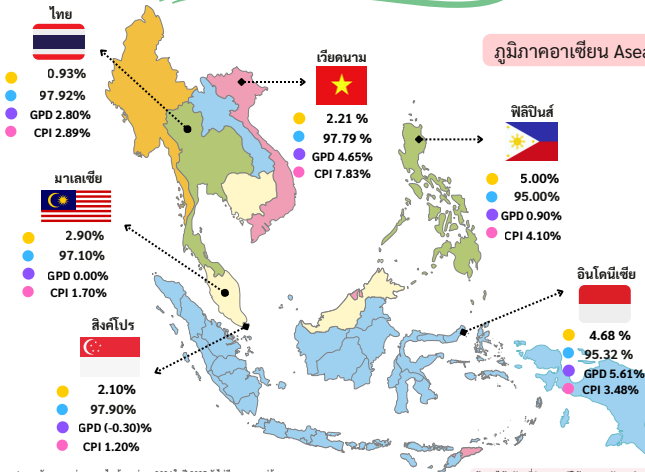 ไทย
0.93%
97.92%
GPD 2.80%
CPI 2.89%
เวียดนาม
2.21 %
97.79 %
GPD 4.65%
CPI 7.83%
ภูมิภาคอาเซียน
ฟิลิปปินส์
5.00%
95.00%
GPD 0.90%
CPI 4.10%
มาเลเซีย
2.90%
97.10%
GPD 0.00%
CPI 1.70%
อินโดนีเซีย
4.68 %
95.32 %
GPD 5.61%
CPI 3.48%
สิงค์โปร
2.10%
97.90%
GPD (-0.30)%
CPI 1.20%